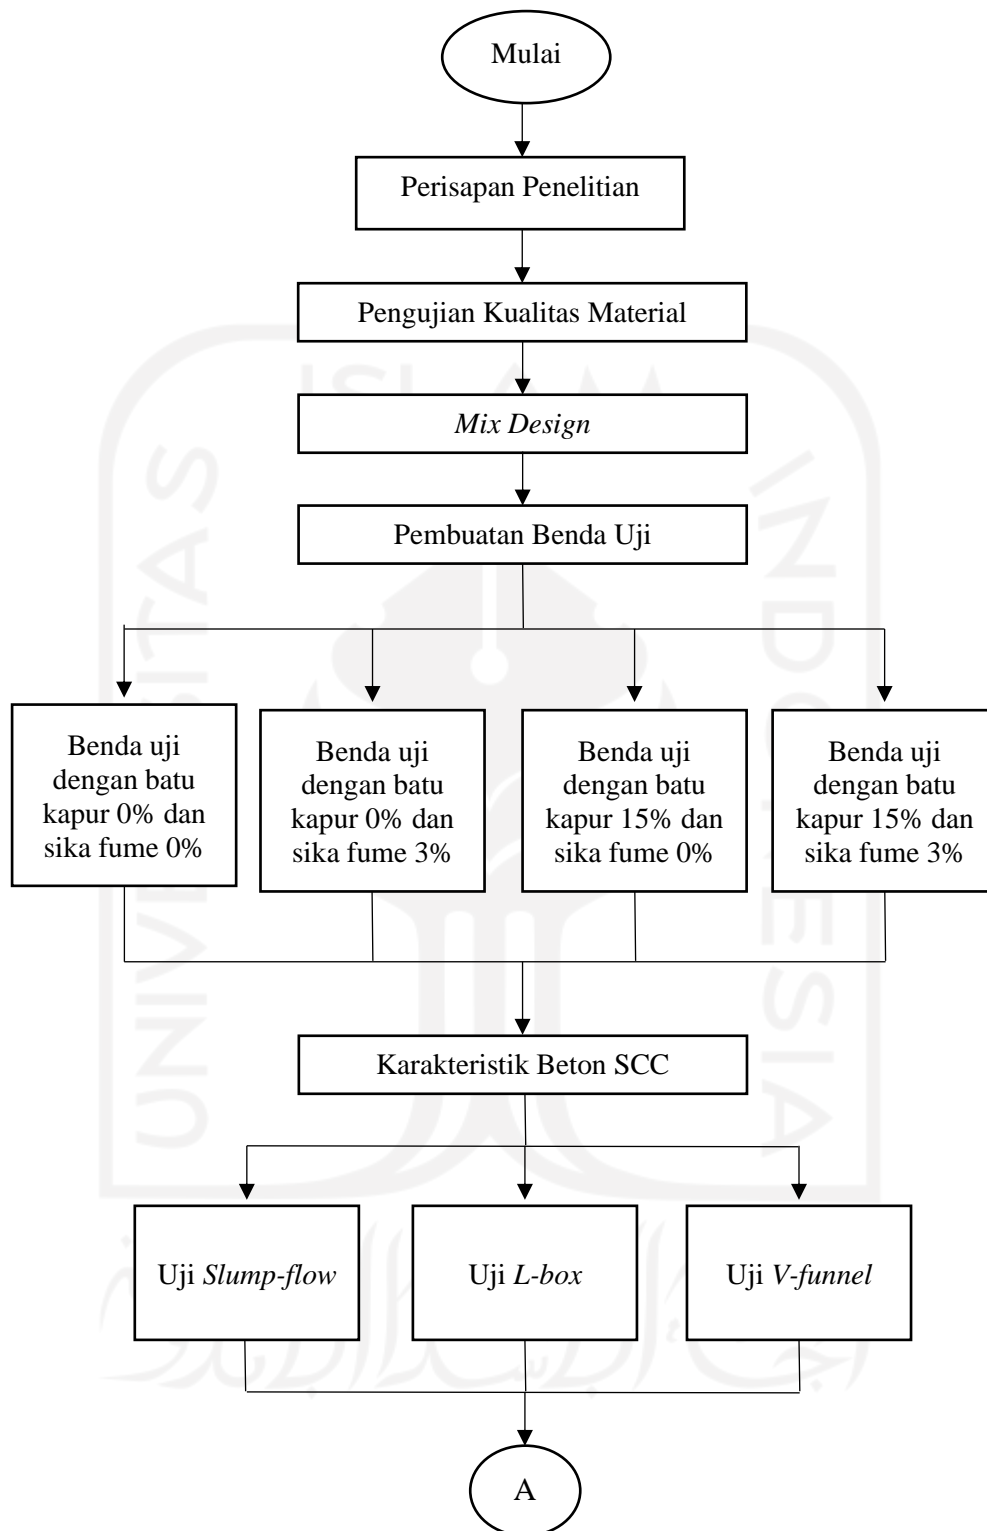 Mulai
Perisapan Penelitian
Pengujian Kualitas Material
Mix Design
Pembuatan Benda Uji
Benda uji
dengan batu
kapur 0% dan
sika fume 0%
Benda uji
dengan batu
kapur 0% dan
sika fume 3%
Benda uji
dengan batu
kapur 15% dan
sika fume 0%
Benda uji
dengan batu
kapur 15% dan
sika fume 3%
Karakteristik Beton SCC
Uji Slump-flow
Uji L-box
Uji V-funnel
A
UNIVERSITAS
ISLAM
INDONESIA